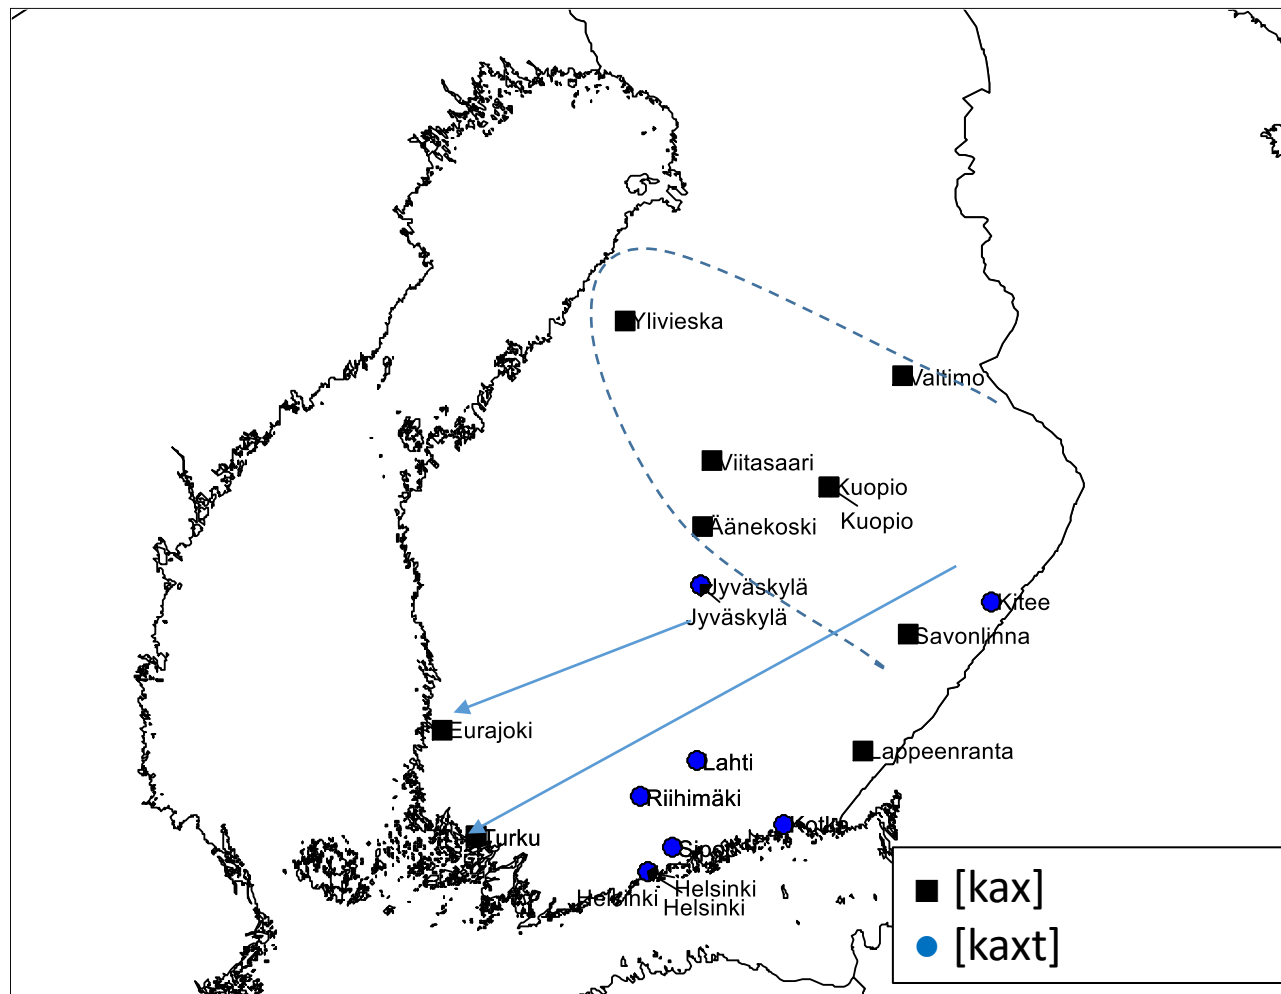 Ylivieska
Valtimo
Viitasaari
Kuopio
Kuopio
Äänekoski
Jyväskylä
Jyväskylä
Kitee
Savonlinna
Eurajoki
Lappeenranta
Lahti
Riihimäki
Kotka
Turku
Helsinki
Helsinki
Helsinki
[kax]
[kaxt]